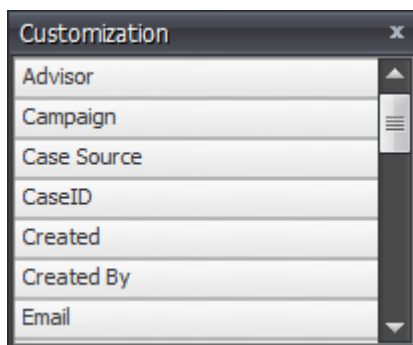 Customization x
Advisor
Campaign
Case Source
CaseID
Created
Created By
Email